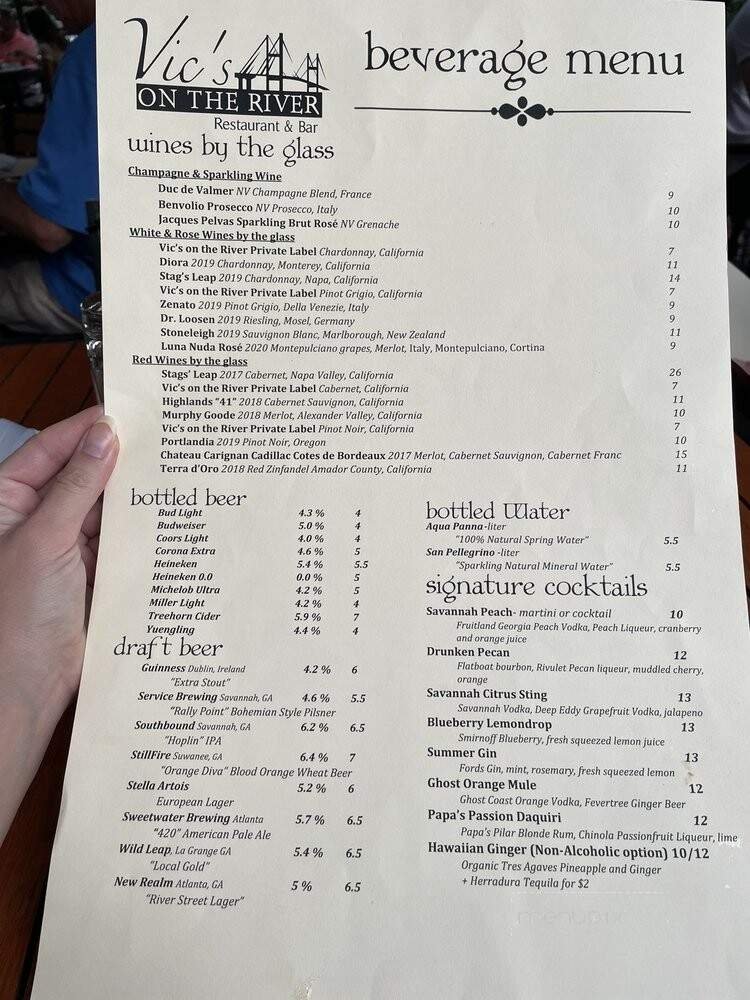 Vic's
ON THE RIVER
Restaurant & Bar
beverage menu
wines by the glass
Champagne & Sparkling Wine
Duc de Valmer NV Champagne Blend, France 9
Benvolio Prosecco NV Prosecco, Italy 10
Jacques Pelvas Sparkling Brut Rosé NV Grenache 10
White & Rose Wines by the glass
Vic's on the River Private Label Chardonnay, California 7
Diora 2019 Chardonnay, Monterey, California 11
Stag's Leap 2019 Chardonnay, Napa, California 14
Vic's on the River Private Label Pinot Grigio, California 7
Zenato 2019 Pinot Grigio, Della Venezie, Italy 9
Dr. Loosen 2019 Riesling, Mosel, Germany 9
Stoneleigh 2019 Sauvignon Blanc, Marlborough, New Zealand 11
Luna Nuda Rosé 2020 Montepulciano grapes, Merlot, Italy, Montepulciano, Cortina 9
Red Wines by the glass
Stags' Leap 2017 Cabernet, Napa Valley, California 26
Vic's on the River Private Label Cabernet, California 7
Highlands "41" 2018 Cabernet Sauvignon, California 11
Murphy Goode 2018 Merlot, Alexander Valley, California 10
Vic's on the River Private Label Pinot Noir, California 7
Portlandia 2019 Pinot Noir, Oregon 10
Chateau Carignan Cadillac Cotes de Bordeaux 2017 Merlot, Cabernet Sauvignon, Cabernet Franc 15
Terra d'Oro 2018 Red Zinfandel Amador County, California 11
bottled beer
Bud Light 4.3 % 4
Budweiser 5.0 % 4
Coors Light 4.0 % 4
Corona Extra 4.6 % 5
Heineken 5.4 % 5.5
Heineken 0.0 0.0 % 5
Michelob Ultra 4.2 % 5
Miller Light 4.2 % 4
Treehorn Cider 5.9 % 7
Yuengling 4.4 % 4
draft beer
Guinness Dublin, Ireland 4.2 % 6
"Extra Stout"
Service Brewing Savannah, GA 4.6 % 5.5
"Rally Point" Bohemian Style Pilsner
Southbound Savannah, GA 6.2 % 6.5
"Hoplin" IPA
StillFire Suwanee, GA 6.4 % 7
"Orange Diva" Blood Orange Wheat Beer
Stella Artois 5.2 % 6
European Lager
Sweetwater Brewing Atlanta 5.7 % 6.5
"420" American Pale Ale
Wild Leap, La Grange GA 5.4 % 6.5
"Local Gold"
New Realm Atlanta, GA 5 % 6.5
"River Street Lager"
bottled Water
Aqua Panna -liter
"100% Natural Spring Water" 5.5
San Pellegrino -liter
"Sparkling Natural Mineral Water" 5.5
signature cocktails
Savannah Peach- martini or cocktail 10
Fruitland Georgia Peach Vodka, Peach Liqueur, cranberry
and orange juice
Drunken Pecan 12
Flatboat bourbon, Rivulet Pecan liqueur, muddled cherry,
orange
Savannah Citrus Sting 13
Savannah Vodka, Deep Eddy Grapefruit Vodka, jalapeno
Blueberry Lemondrop 13
Smirnoff Blueberry, fresh squeezed lemon juice
Summer Gin 13
Fords Gin, mint, rosemary, fresh squeezed lemon
Ghost Orange Mule 12
Ghost Coast Orange Vodka, Fevertree Ginger Beer
Papa's Passion Daquiri 12
Papa's Pilar Blonde Rum, Chinola Passionfruit Liqueur, lime
Hawaiian Ginger (Non-Alcoholic option) 10/12
Organic Tres Agaves Pineapple and Ginger
+ Herradura Tequila for $2